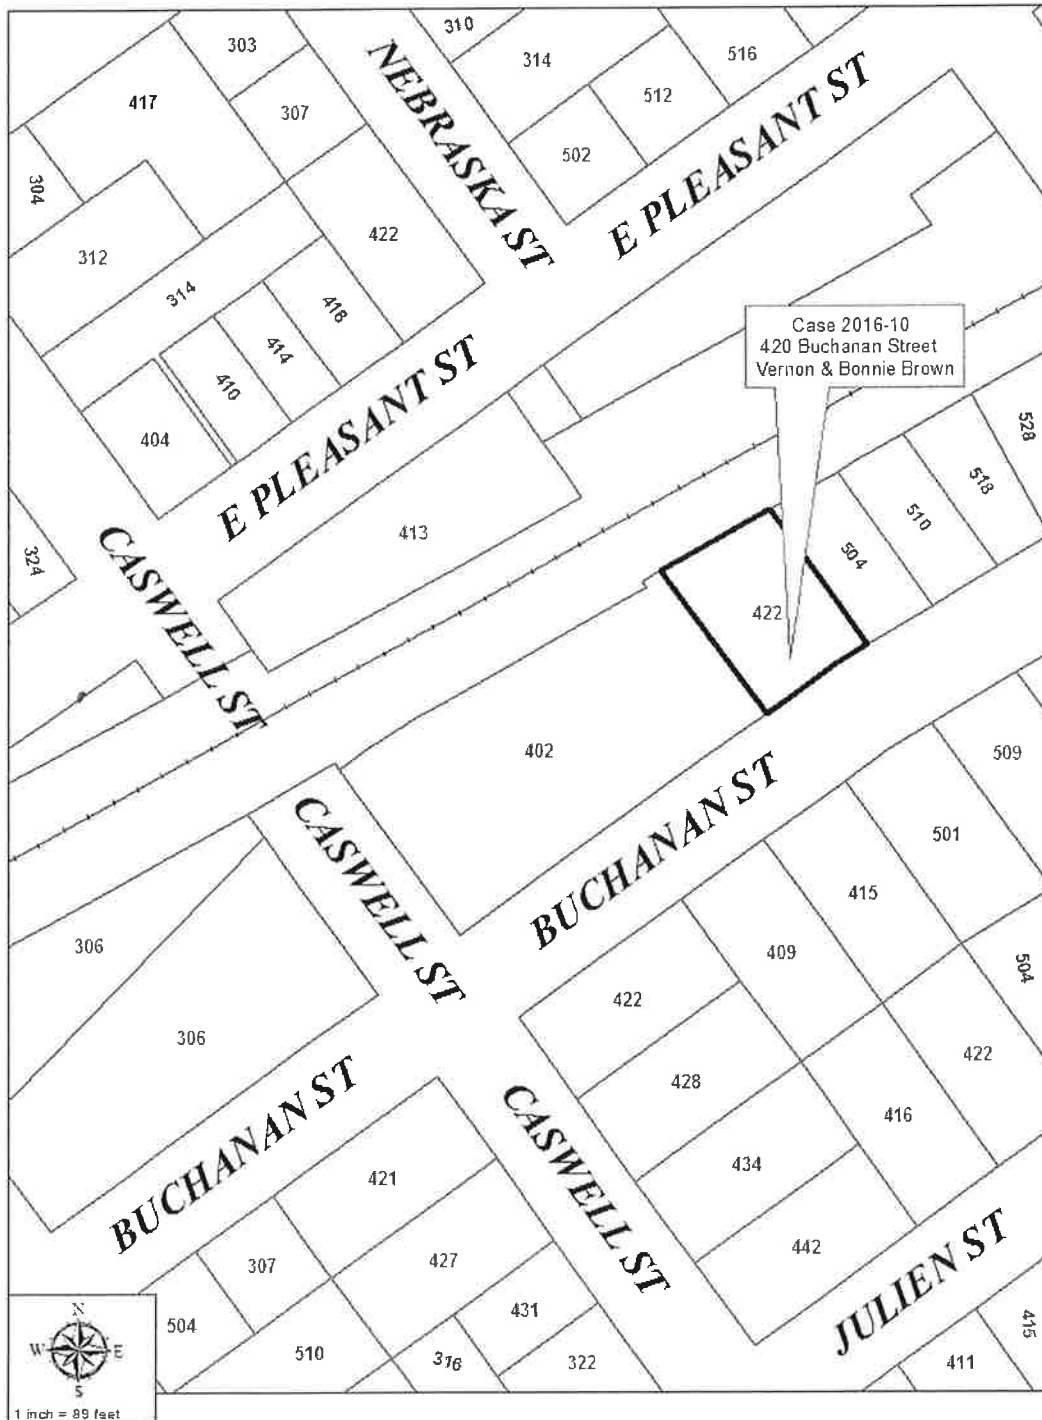 310
303
314
516
417
NEBRASKA ST
512
307
E PLEASANT ST
502
304
422
312
314
418
414
Case 2016-10
420 Buchanan Street
Vernon & Bonnie Brown
410
E PLEASANT ST
404
528
518
413
510
324
504
CASWELL ST
422
402
BUCHANAN ST
509
501
CASWELL ST
415
306
409
504
422
306
422
428
416
BUCHANAN ST
CASWELL ST
434
421
442
427
307
JULIEN ST
431
504
510
316
322
415
411
N
W
E
S
1 inch = 89 feet